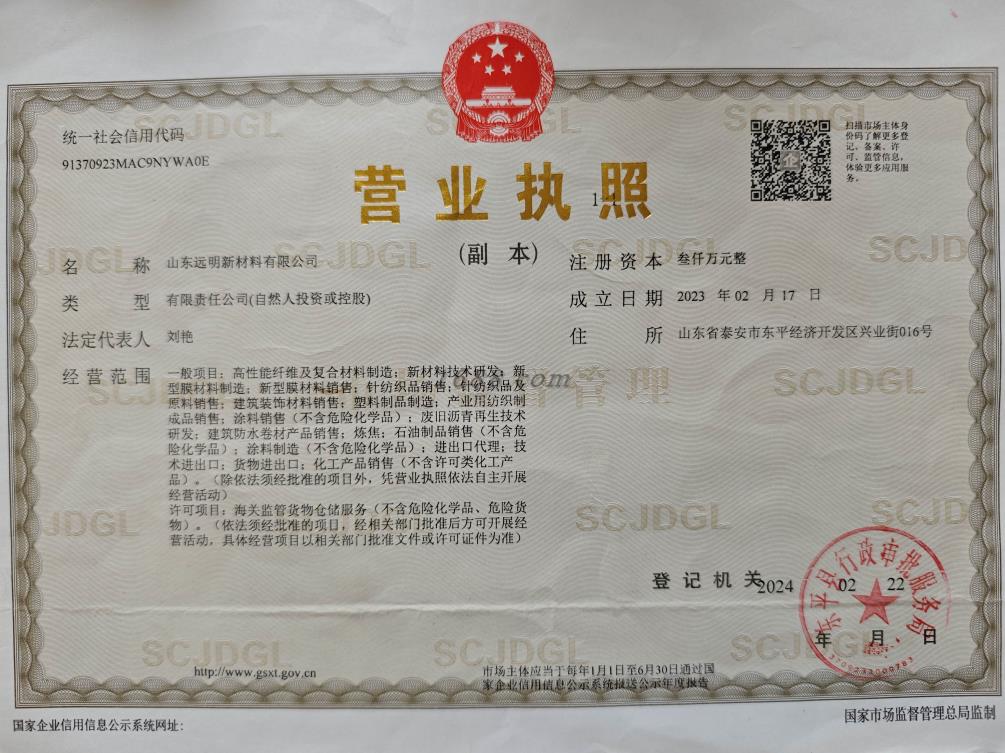 统一社会信用代码
91370923MAC9NYWA0E
扫描市场主体身
份码了解更多登
记、备案、许
可、监管信息，
体验更多应用服
务。
营业执照
1-1
(副 本)
名 称 山东远明新材料有限公司
类 型 有限责任公司(自然人投资或控股)
法定代表人 刘艳
经营范围 一般项目：高性能纤维及复合材料制造；新材料技术研发；新
型膜材料制造；新型膜材料销售；针纺织品销售；针纺织品及
原料销售；建筑装饰材料销售；塑料制品制造；产业用纺织制
成品销售；涂料销售（不含危险化学品）；废旧沥青再生技术
研发；建筑防水卷材产品销售；炼焦；石油制品销售（不含危
险化学品）；涂料制造（不含危险化学品）；进出口代理；技
术进出口；货物进出口；化工产品销售（不含许可类化工产
品）。（除依法须经批准的项目外，凭营业执照依法自主开展
经营活动）
许可项目：海关监管货物仓储服务（不含危险化学品、危险货
物）。（依法须经批准的项目，经相关部门批准后方可开展经
营活动，具体经营项目以相关部门批准文件或许可证件为准）
注册资本 叁仟万元整
成立日期 2023 年 02 月 17 日
住 所 山东省泰安市东平经济开发区兴业街016号
登记机关
2024 02 22
年 月 日
东平县行政审批服务局
http://www.gsxt.gov.cn
市场主体应当于每年1月1日至6月30日通过国
家企业信用信息公示系统报送公示年度报告
国家企业信用信息公示系统网址：
国家市场监督管理总局监制